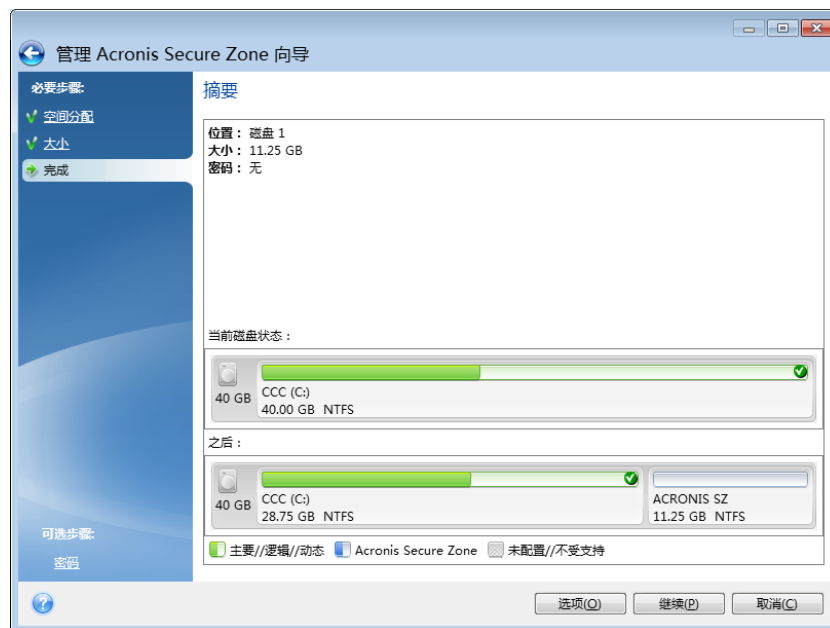 管理 Acronis Secure Zone 向导
必要步骤:
空间分配
大小
完成
可选步骤:
密码
摘要
位置： 磁盘 1
大小： 11.25 GB
密码： 无
当前磁盘状态：
40 GB
CCC (C:)
40.00 GB NTFS
之后：
40 GB
CCC (C:)
28.75 GB NTFS
ACRONIS SZ
11.25 GB NTFS
主要//逻辑//动态 Acronis Secure Zone 未配置//不受支持
选项(O) 继续(P) 取消(C)